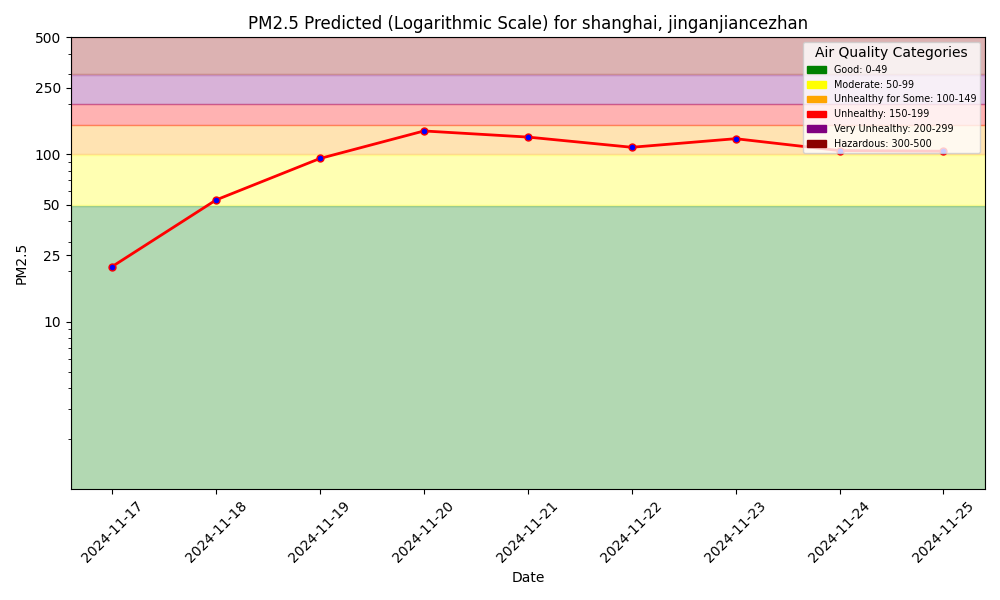 PM2.5 Predicted (Logarithmic Scale) for shanghai, jinganjiancezhan
Air Quality Categories
Good: 0-49
Moderate: 50-99
Unhealthy for Some: 100-149
Unhealthy: 150-199
Very Unhealthy: 200-299
Hazardous: 300-500
PM2.5
500
250
100
50
25
10
2024-11-17
2024-11-18
2024-11-19
2024-11-20
2024-11-21
2024-11-22
2024-11-23
2024-11-24
2024-11-25
Date